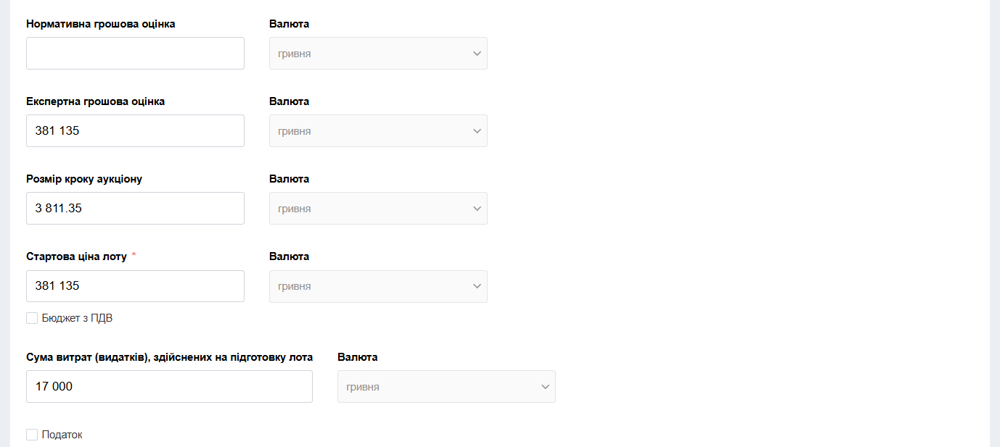 Нормативна грошова оцінка Валюта
гривня
Експертна грошова оцінка Валюта
381 135 гривня
Розмір кроку аукціону Валюта
3 811.35 гривня
Стартова ціна лоту * Валюта
381 135 гривня
Бюджет з ПДВ
Сума витрат (видатків), здійснених на підготовку лота Валюта
17 000 гривня
Податок